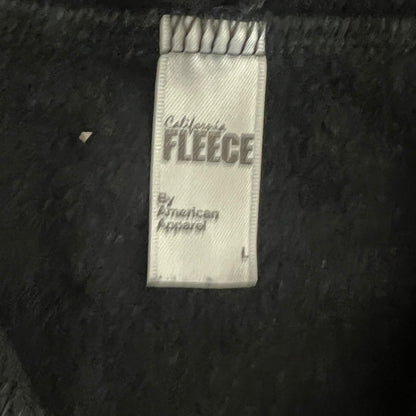 California
FLEECE
By
American
Apparel
L